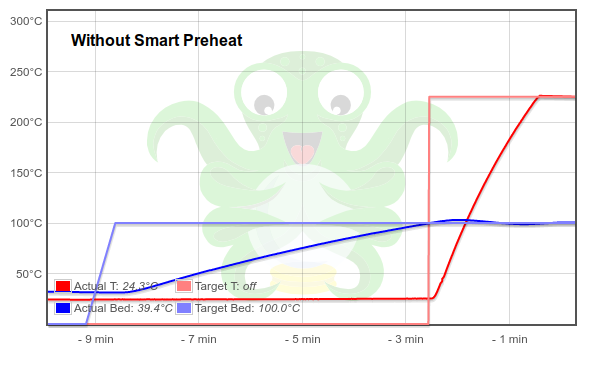 300°C
Without Smart Preheat
250°C
200°C
150°C
100°C
50°C
Actual T: 24.3°C Target T: off
Actual Bed: 39.4°C Target Bed: 100.0°C
- 9 min - 7 min - 5 min - 3 min - 1 min